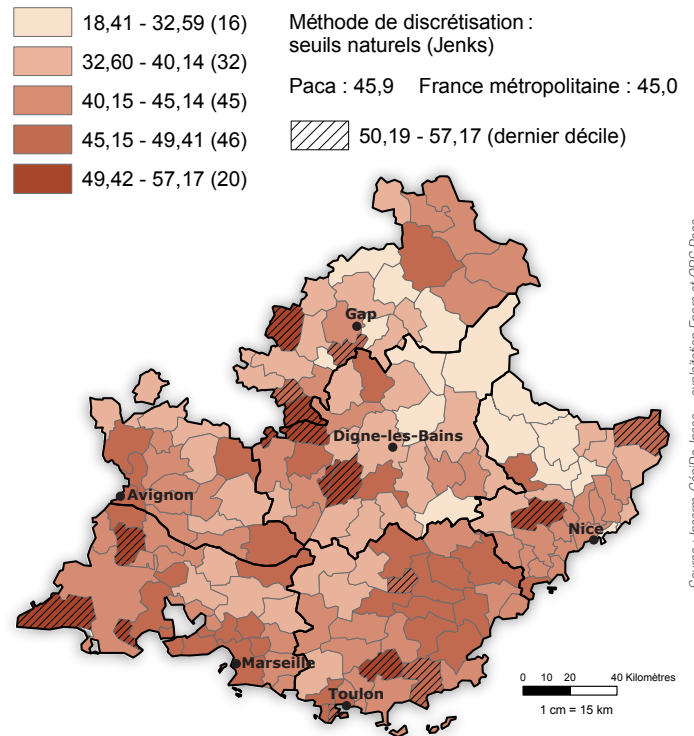 18,41 - 32,59 (16)
32,60 - 40,14 (32)
40,15 - 45,14 (45)
45,15 - 49,41 (46)
49,42 - 57,17 (20)
Méthode de discrétisation :
seuils naturels (Jenks)
Paca : 45,9 France métropolitaine : 45,0
50,19 - 57,17 (dernier décile)
Gap
Digne-les-Bains
Avignon
Nice
Marseille
Toulon
0 10 20 40 Kilomètres
1 cm = 15 km